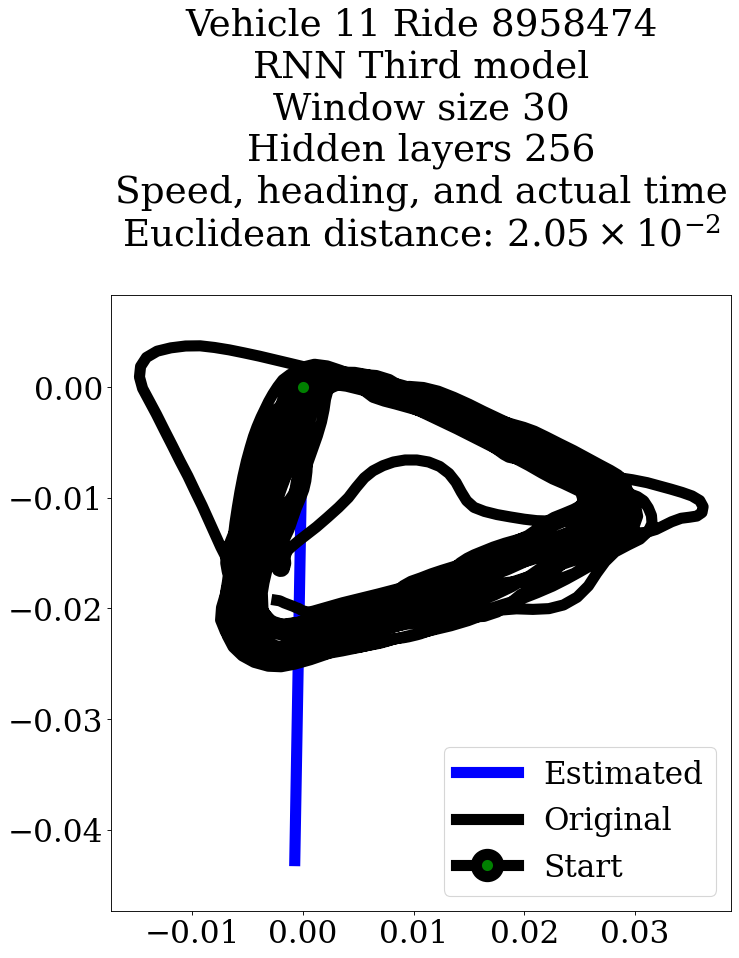 Vehicle 11 Ride 8958474
RNN Third model
Window size 30
Hidden layers 256
Speed, heading, and actual time
Euclidean distance: 2.05 × 10⁻²
0.00
−0.01
−0.02
−0.03
−0.04
Estimated
Original
Start
−0.01 0.00 0.01 0.02 0.03